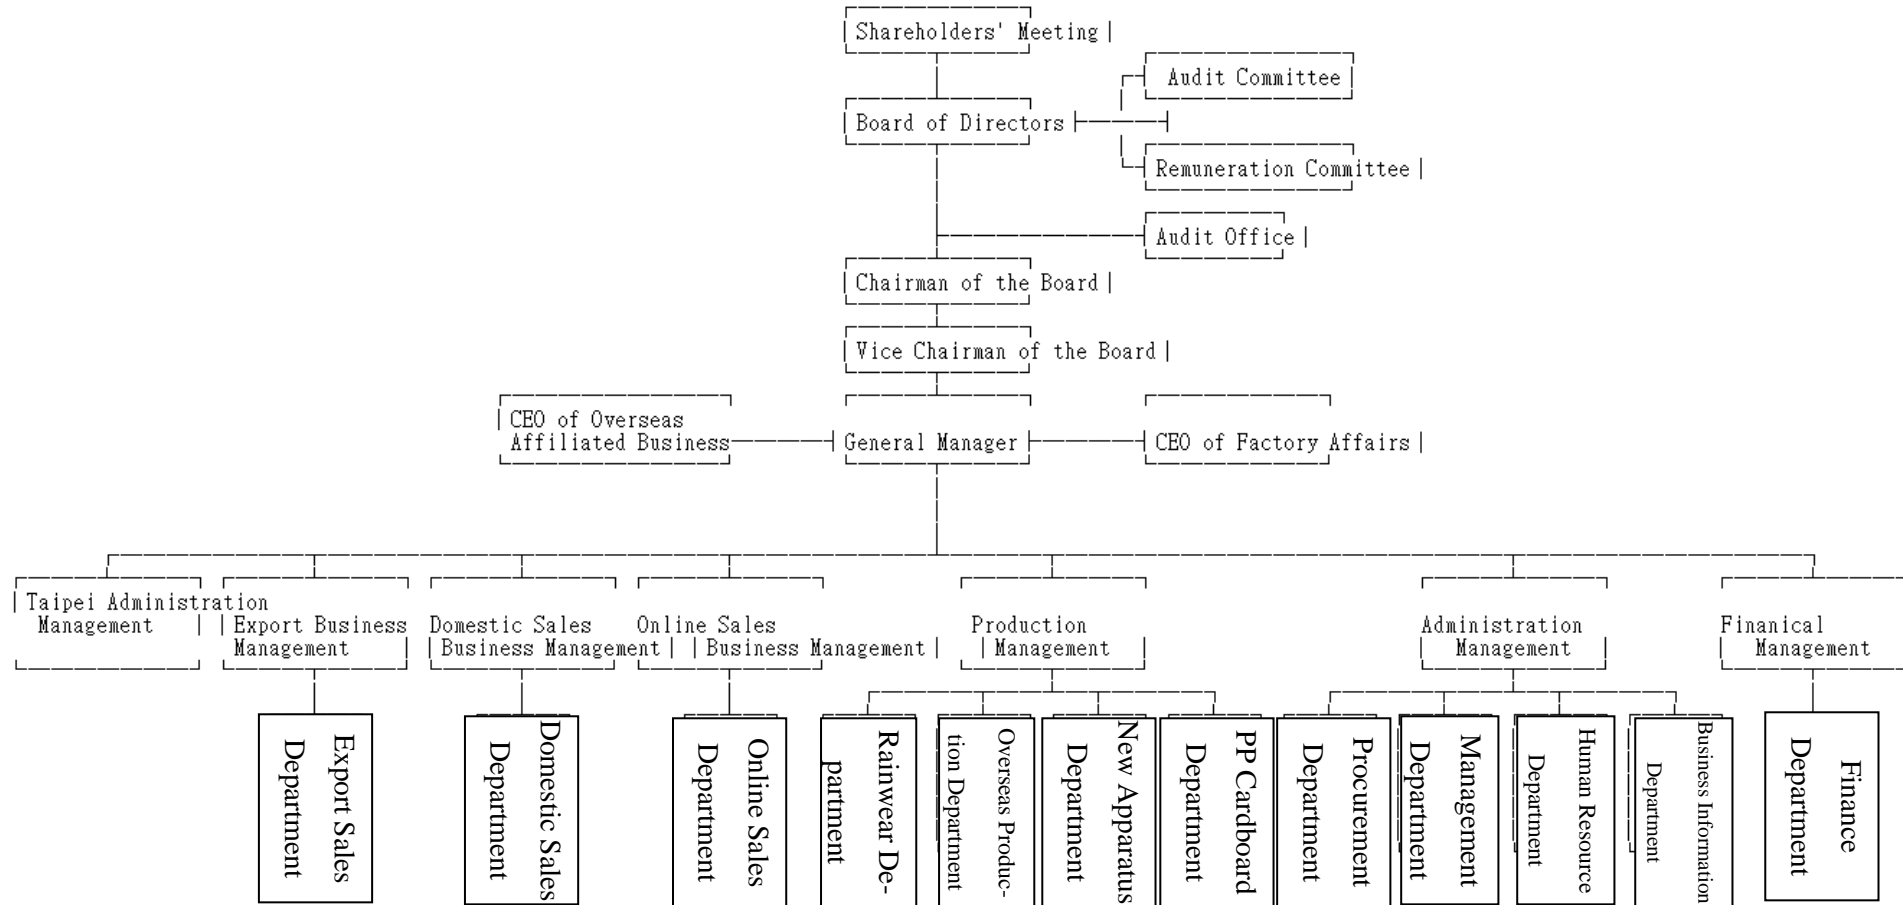 Shareholders' Meeting
Audit Committee
Board of Directors
Remuneration Committee
Audit Office
Chairman of the Board
Vice Chairman of the Board
CEO of Overseas
Affiliated Business
General Manager
CEO of Factory Affairs
Taipei Administration
Management
Export Business
Management
Domestic Sales
Business Management
Online Sales
Business Management
Production
Management
Administration
Management
Finanical
Management
Export Sales
Department
Domestic Sales
Department
Online Sales
Department
Rainwear De-
partment
Overseas Produc-
tion Department
New Apparatus
Department
PP Cardboard
Department
Procurement
Department
Management
Department
Human Resource
Department
Business Information
Department
Finance
Department